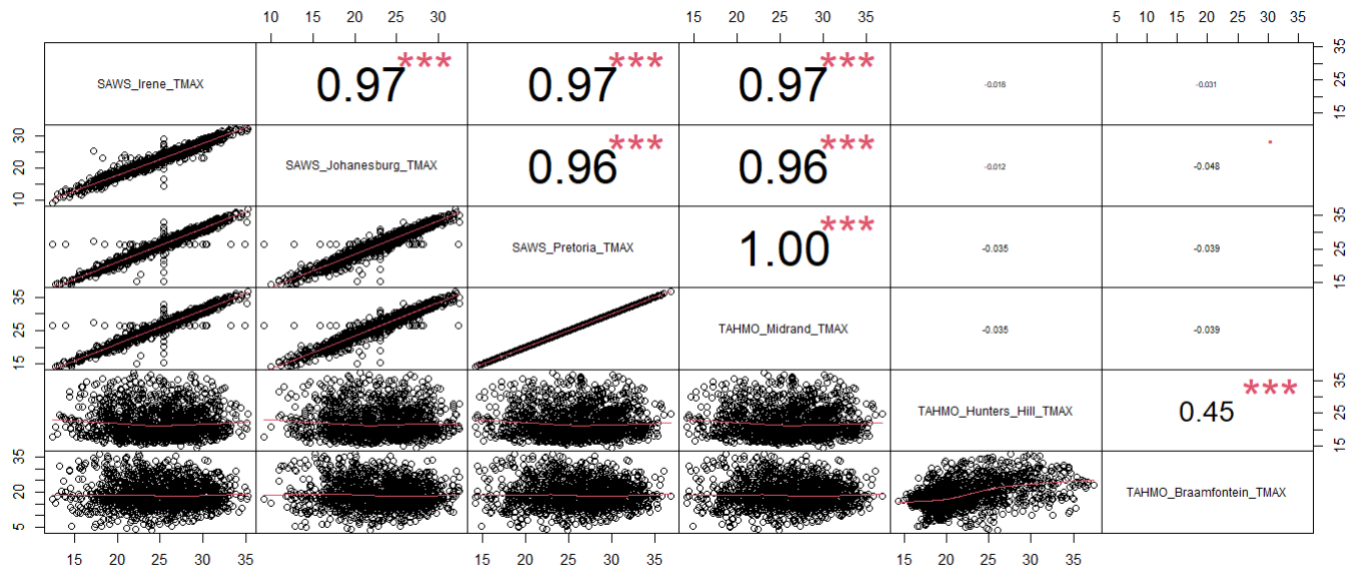 10 15 20 25 30 15 20 25 30 35 5 10 15 20 25 30 35
SAWS_Irene_TMAX 0.97 *** 0.97 *** 0.97 *** -0.018 -0.031 15 25 35
10 20 30 SAWS_Johanesburg_TMAX 0.96 *** 0.96 *** -0.012 -0.048
SAWS_Pretoria_TMAX 1.00 *** -0.035 -0.039 15 25 35
15 25 35 TAHMO_Midrand_TMAX -0.035 -0.039
TAHMO_Hunters_Hill_TMAX 0.45 *** 15 25 35
5 10 20 35 TAHMO_Braamfontein_TMAX
15 20 25 30 35 15 20 25 30 35 15 20 25 30 35